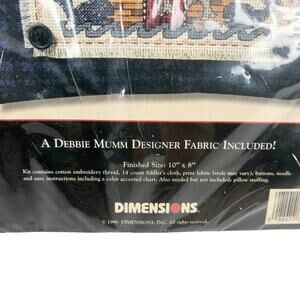 A DEBBIE MUMM DESIGNER FABRIC INCLUDED!
Finished Size: 10" x 8"
Kit contains cotton embroidery thread, 14 count fiddler's cloth, print fabric (style may vary), buttons, needle
and easy instructions including a color accented chart. Also needed but not included: pillow stuffing.
DIMENSIONS®
© 1998 DIMENSIONS, INC. All rights reserved.